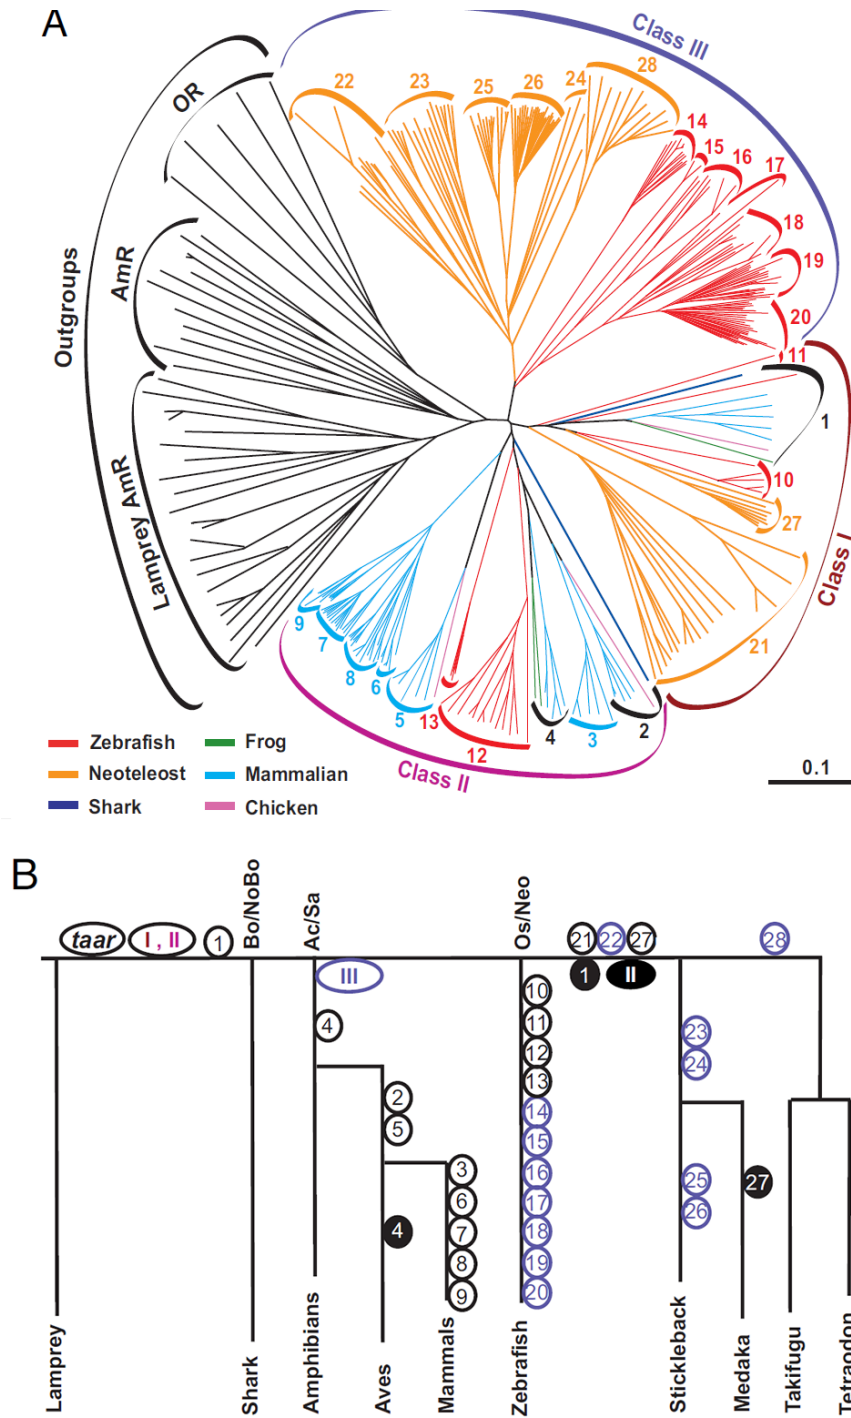 A
Class III
OR
22
23
25
26
24
28
14
15
16
17
18
19
20
11
AmR
Outgroups
1
10
27
Lamprey AmR
Class I
21
9
7
8
6
5
13
12
4
3
2
Class II
Zebrafish
Frog
Neoteleost
Mammalian
Shark
Chicken
0.1
B
Bo/NoBo
Ac/Sa
Os/Neo
taar
I , II
1
21
22
27
28
III
1
II
10
4
11
23
12
24
13
2
14
5
15
3
16
25
27
6
17
26
7
4
18
8
19
9
20
Lamprey
Shark
Amphibians
Aves
Mammals
Zebrafish
Stickleback
Medaka
Takifugu
Tetraodon